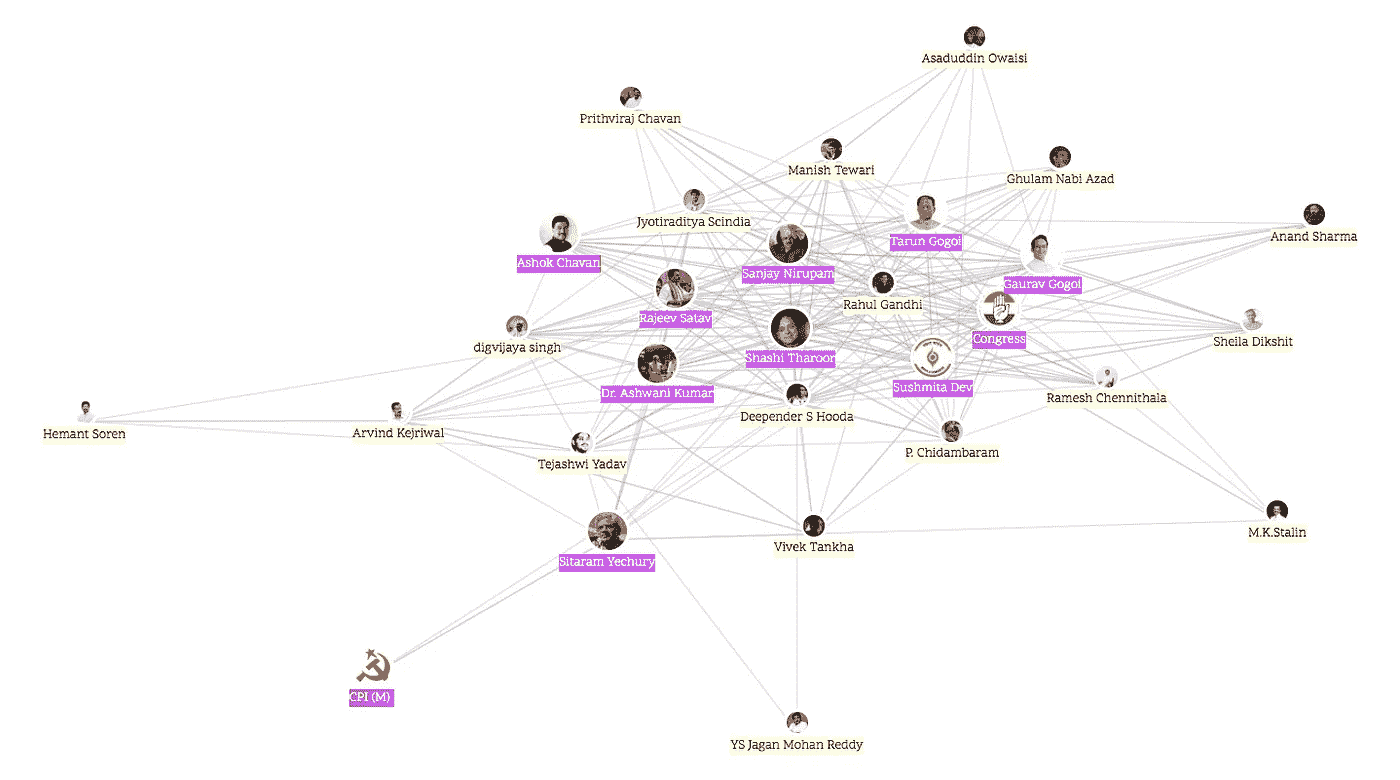 Asaduddin Owaisi
Prithviraj Chavan
Manish Tewari
Ghulam Nabi Azad
Jyotiraditya Scindia
Anand Sharma
Tarun Gogoi
Ashok Chavan
Sanjay Nirupam
Gaurav Gogoi
Rahul Gandhi
Rajeev Satav
Congress
Sheila Dikshit
digvijaya singh
Shashi Tharoor
Sushmita Dev
Dr. Ashwani Kumar
Ramesh Chennithala
Deepender S Hooda
Hemant Soren
Arvind Kejriwal
P. Chidambaram
Tejashwi Yadav
M.K.Stalin
Vivek Tankha
Sitaram Yechury
CPI (M)
YS Jagan Mohan Reddy